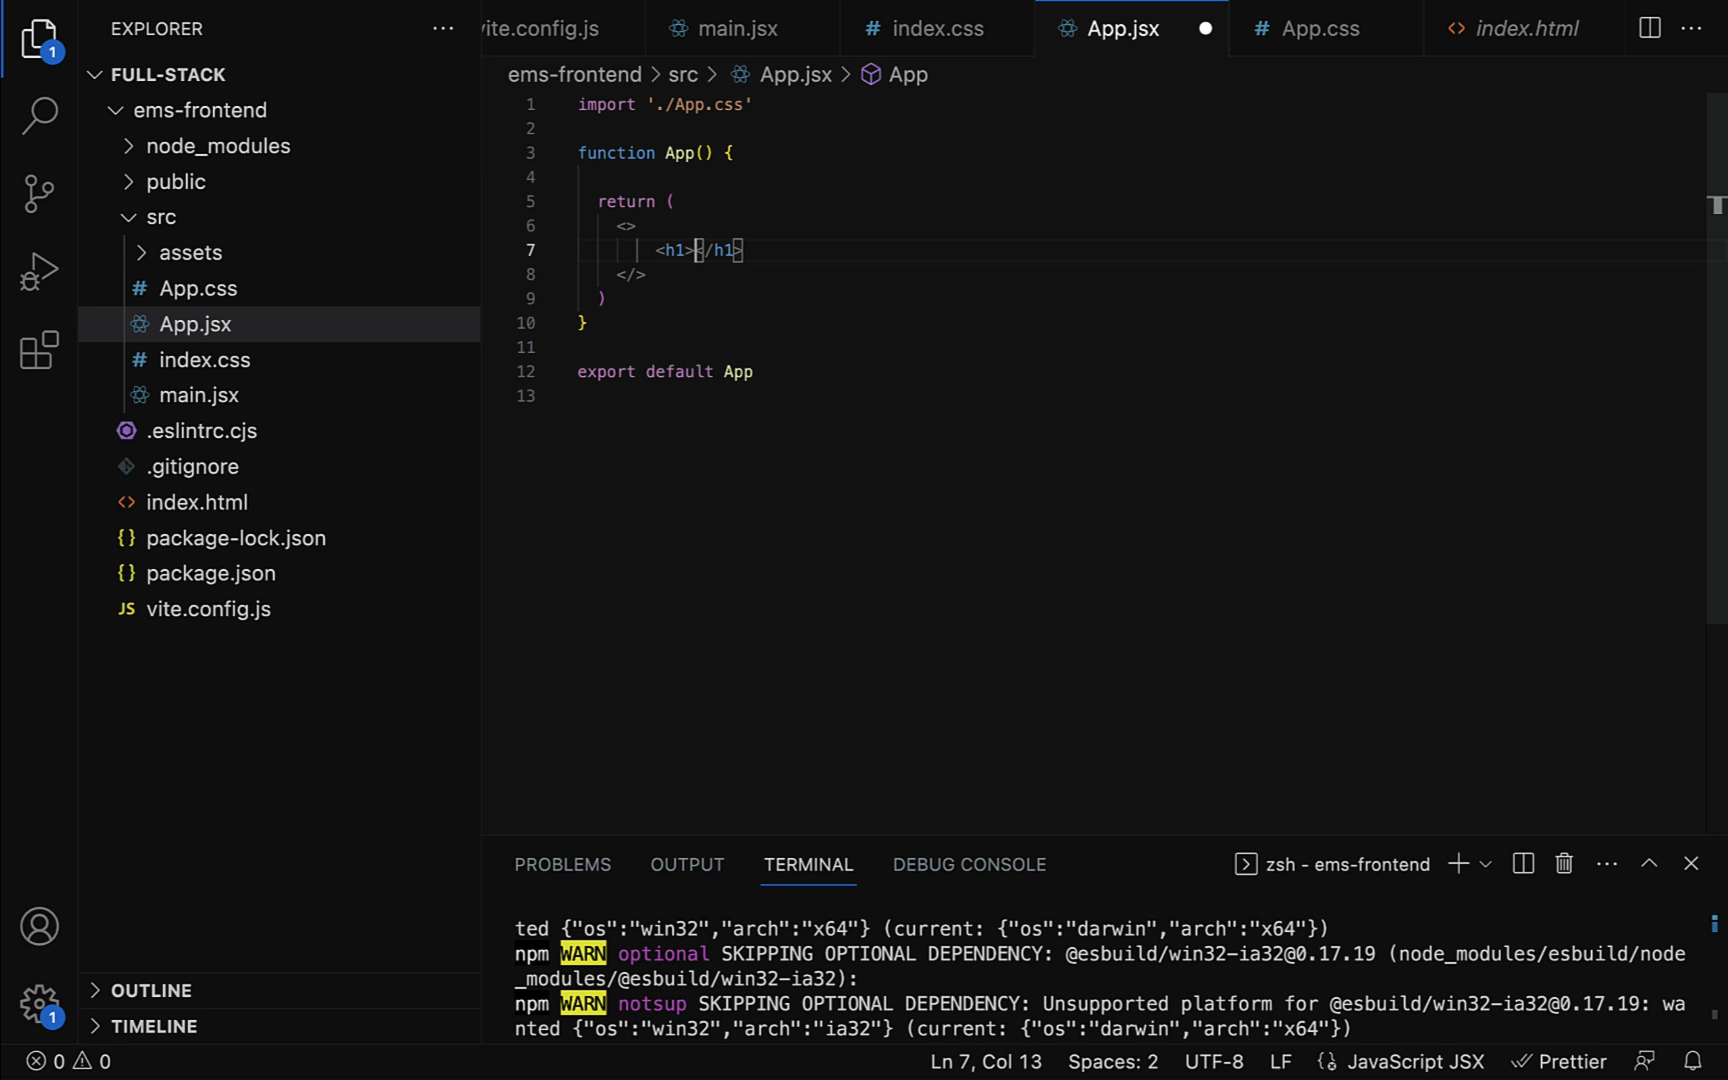 EXPLORER
FULL-STACK
ems-frontend
node_modules
public
src
assets
App.css
App.jsx
index.css
main.jsx
.eslintrc.cjs
.gitignore
index.html
package-lock.json
package.json
JS vite.config.js
OUTLINE
TIMELINE
1
1
vite.config.js
main.jsx
# index.css
App.jsx
# App.css
index.html
ems-frontend > src > App.jsx > App
1 import './App.css'
2
3 function App() {
4
5 return (
6 <>
7 <h1></h1>
8 </>
9 )
10 }
11
12 export default App
13
PROBLEMS OUTPUT TERMINAL DEBUG CONSOLE
zsh - ems-frontend
ted {"os":"win32","arch":"x64"} (current: {"os":"darwin","arch":"x64"})
npm WARN optional SKIPPING OPTIONAL DEPENDENCY: @esbuild/win32-ia32@0.17.19 (node_modules/esbuild/node
_modules/@esbuild/win32-ia32):
npm WARN notsup SKIPPING OPTIONAL DEPENDENCY: Unsupported platform for @esbuild/win32-ia32@0.17.19: wa
nted {"os":"win32","arch":"ia32"} (current: {"os":"darwin","arch":"x64"})
0 0
Ln 7, Col 13 Spaces: 2 UTF-8 LF JavaScript JSX Prettier